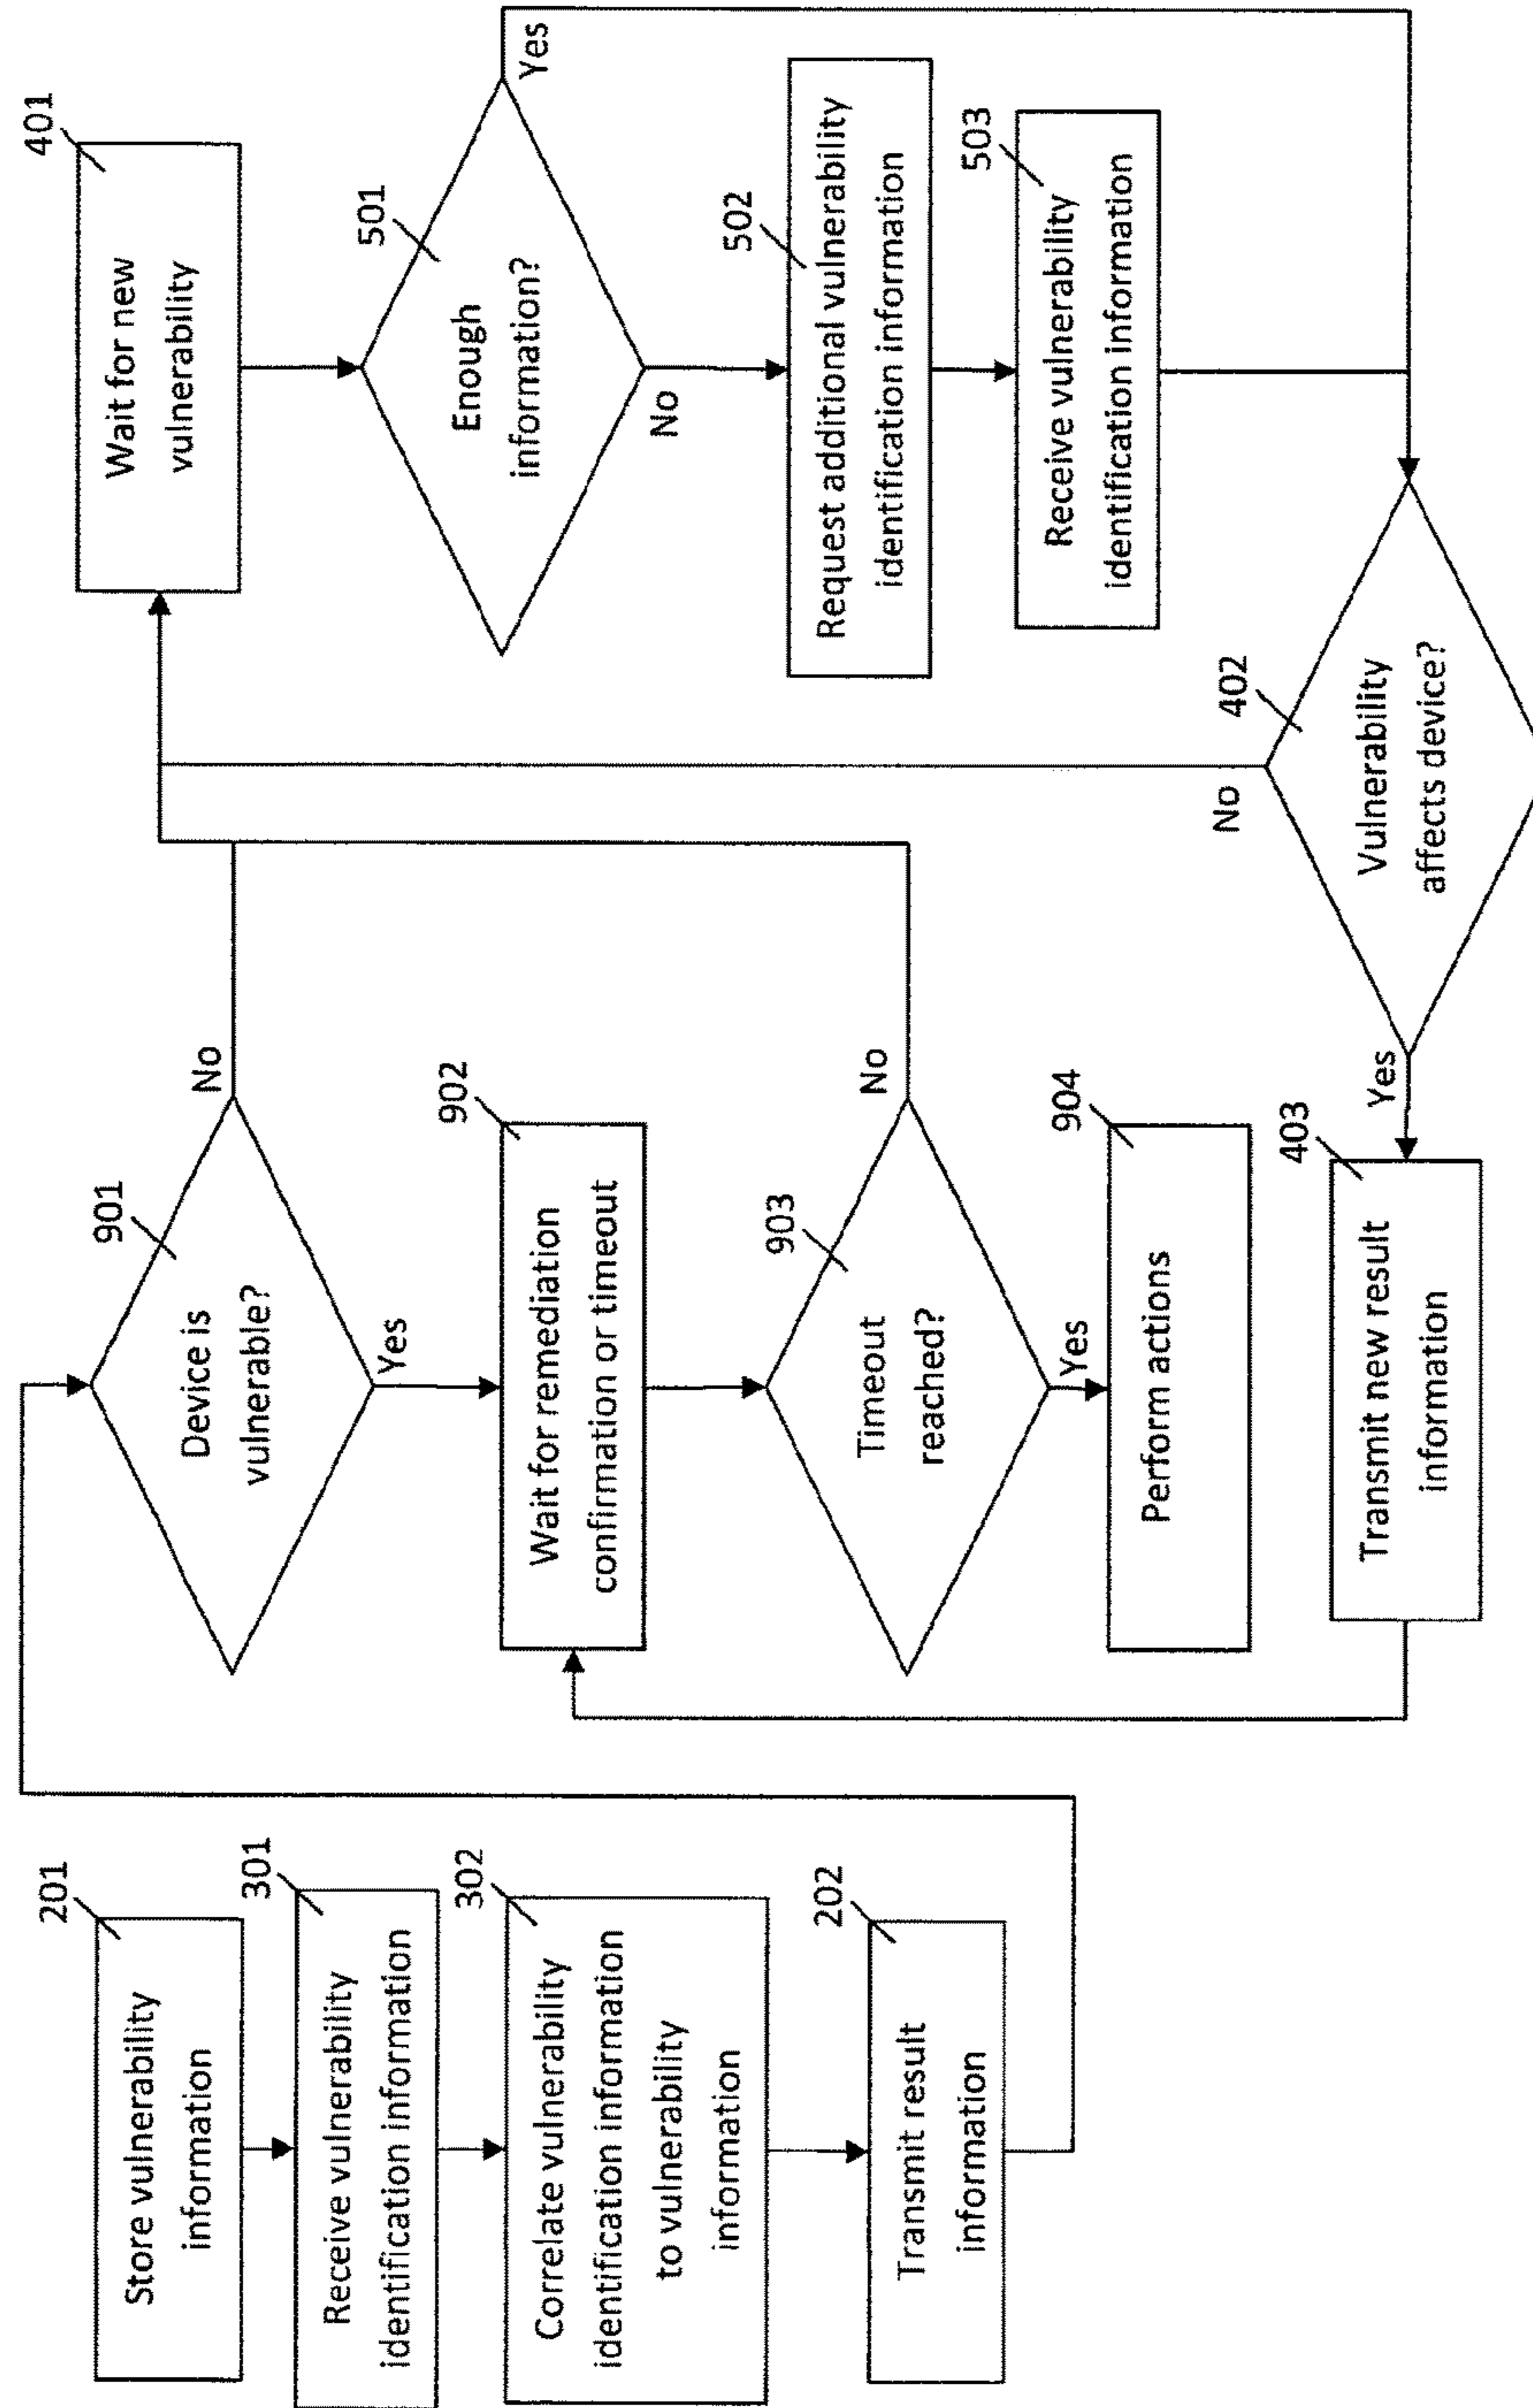 201
Store vulnerability
information
301
Receive vulnerability
identification information
302
Correlate vulnerability
identification information
to vulnerability
information
202
Transmit result
information
901
Device is
vulnerable?
No
Yes
902
Wait for remediation
confirmation or timeout
903
Timeout
reached?
No
Yes
904
Perform actions
403
Transmit new result
information
401
Wait for new
vulnerability
501
Enough
information?
Yes
No
502
Request additional vulnerability
identification information
503
Receive vulnerability
identification information
402
Vulnerability
affects device?
No
Yes